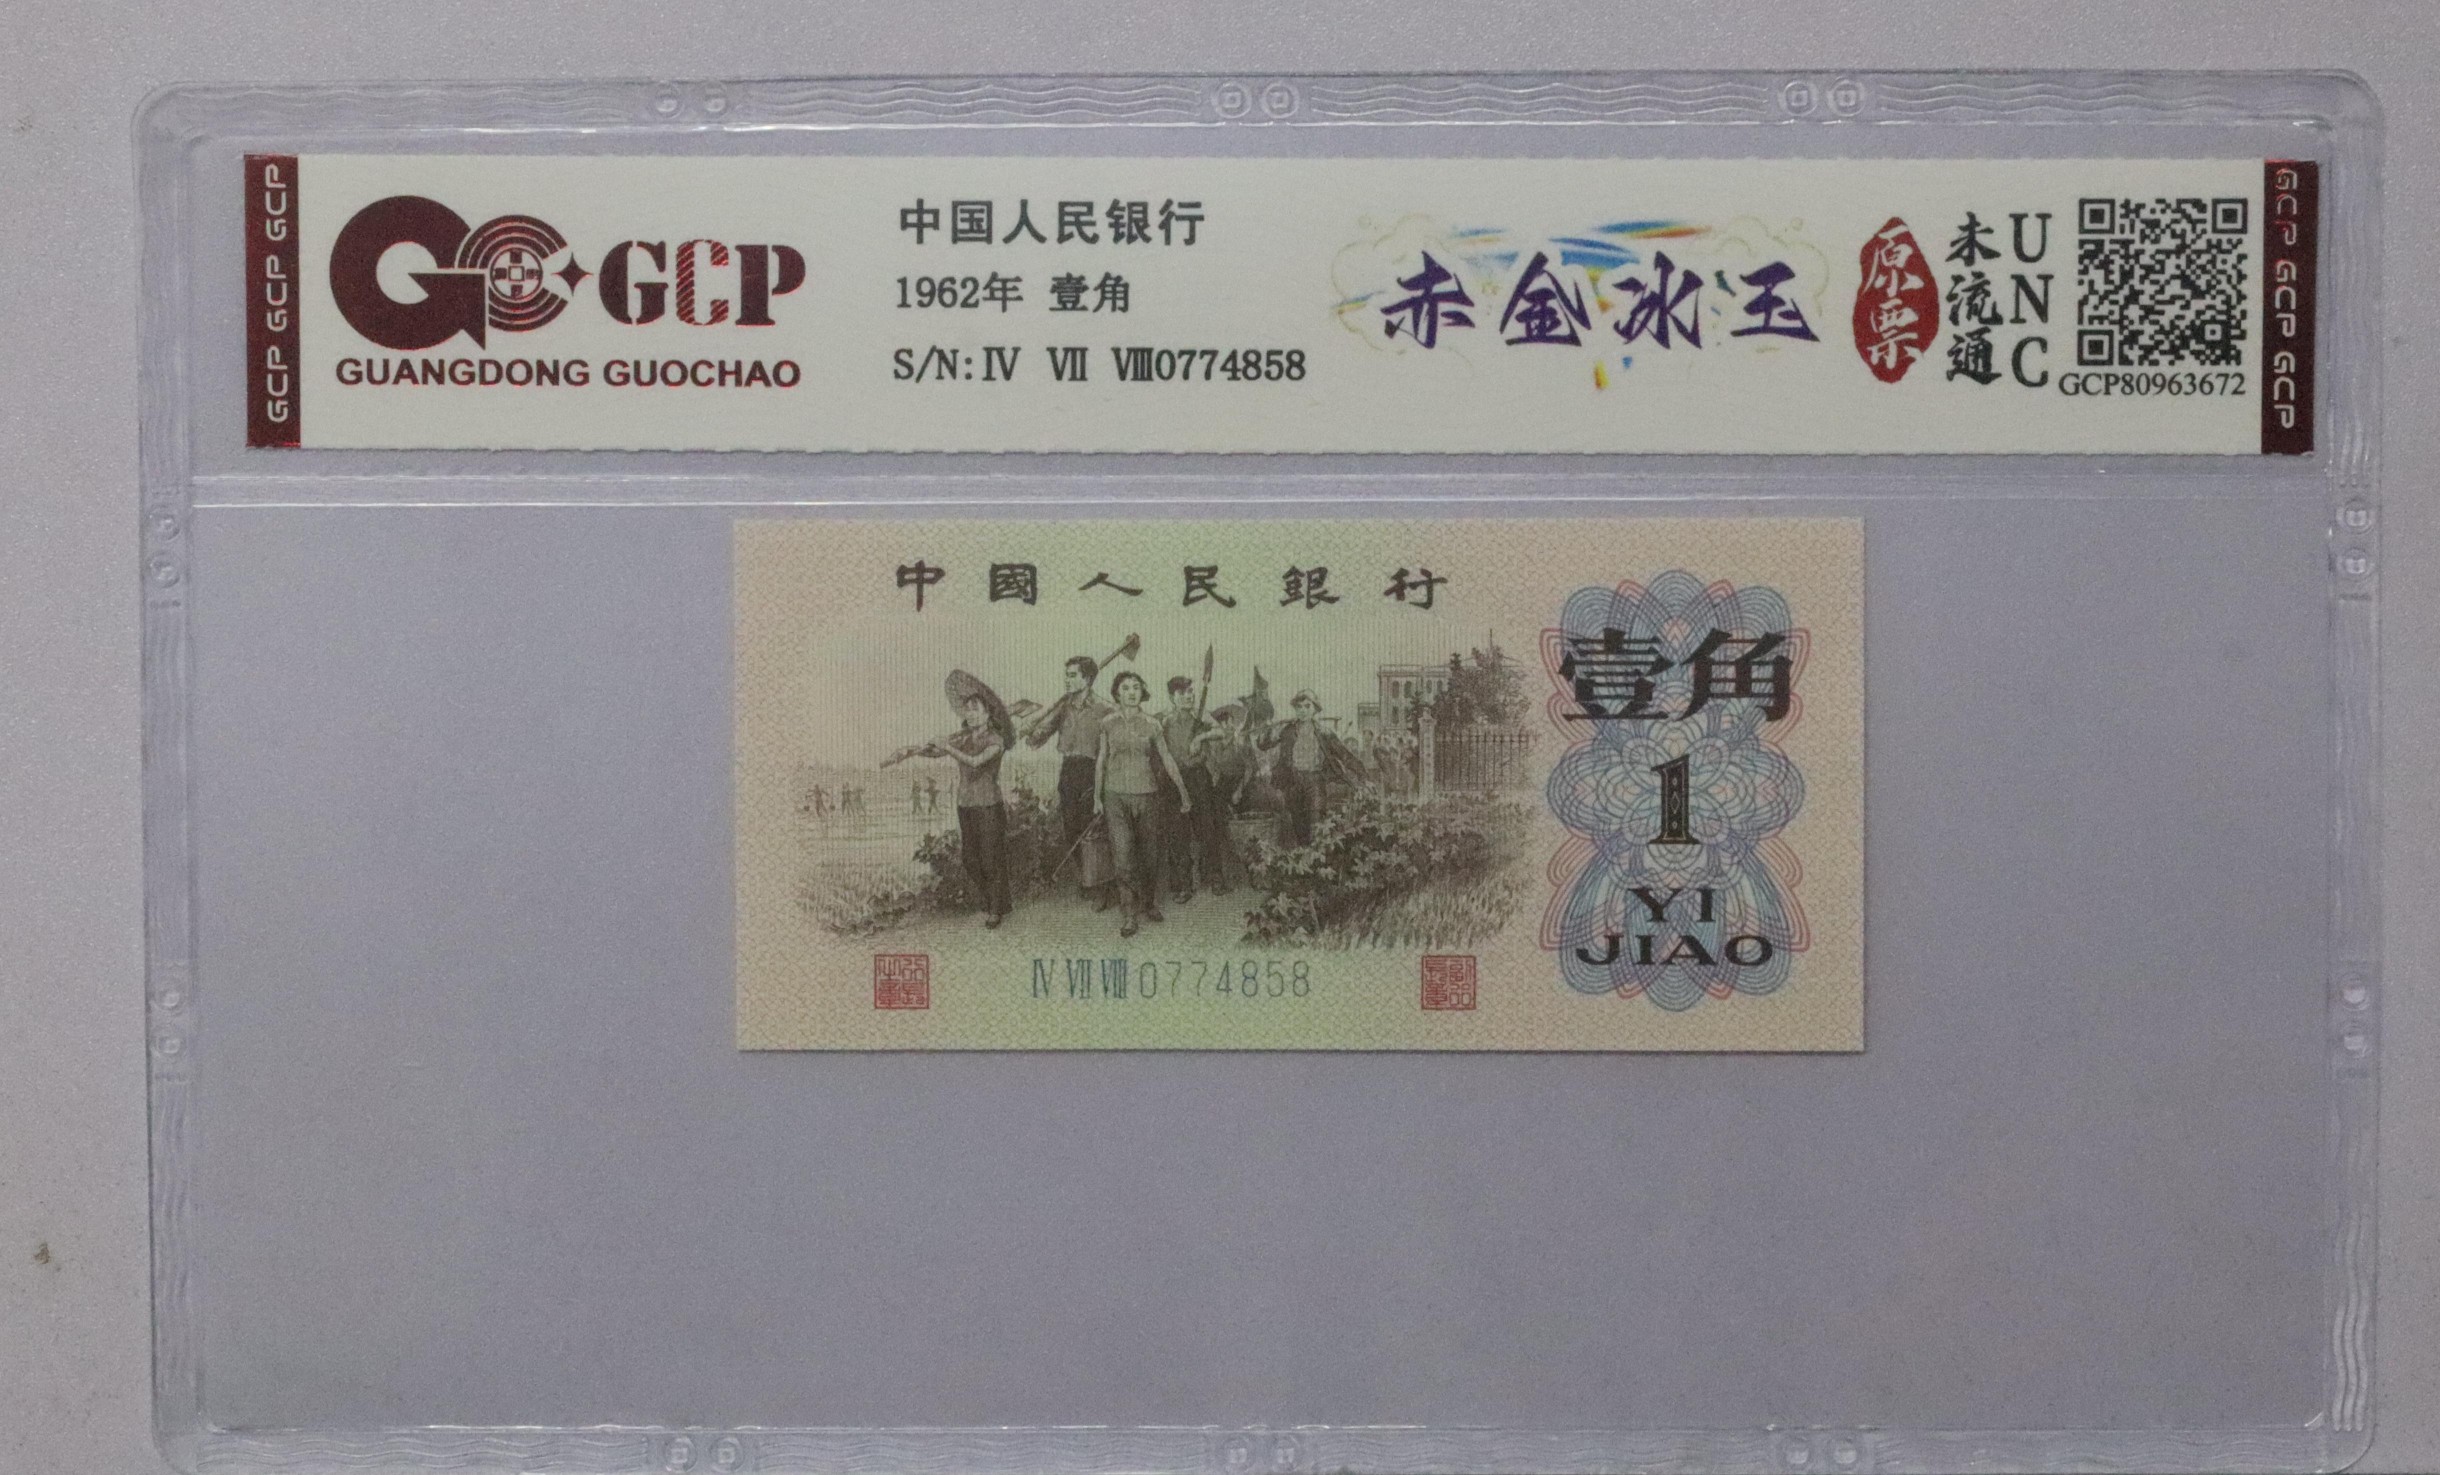 GCP GCP GCP
GCP
GUANGDONG GUOCHAO
中国人民银行
1962年 壹角
S/N: Ⅳ Ⅶ Ⅷ0774858
赤金冰玉
原票
未流通
UNC
GCP80963672
GCP GCP GCP
中國人民銀行
壹角
1
YI
JIAO
Ⅳ Ⅶ Ⅷ 0774858